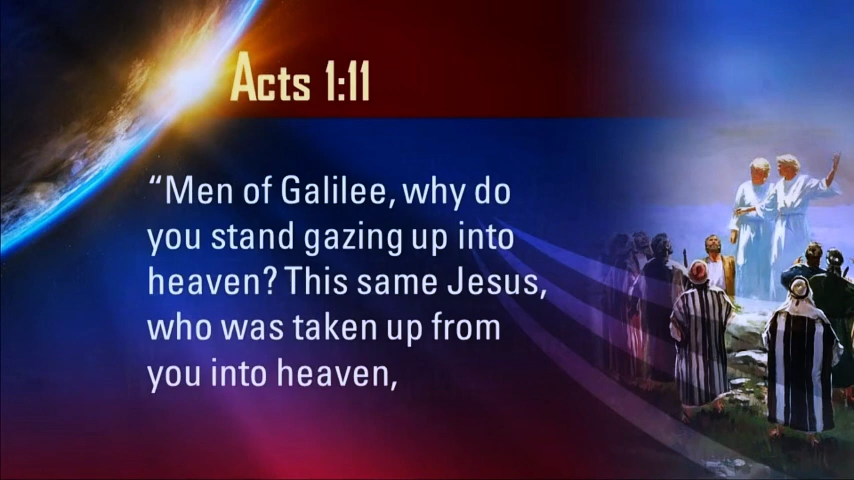 Acts 1:11
“Men of Galilee, why do
you stand gazing up into
heaven? This same Jesus,
who was taken up from
you into heaven,